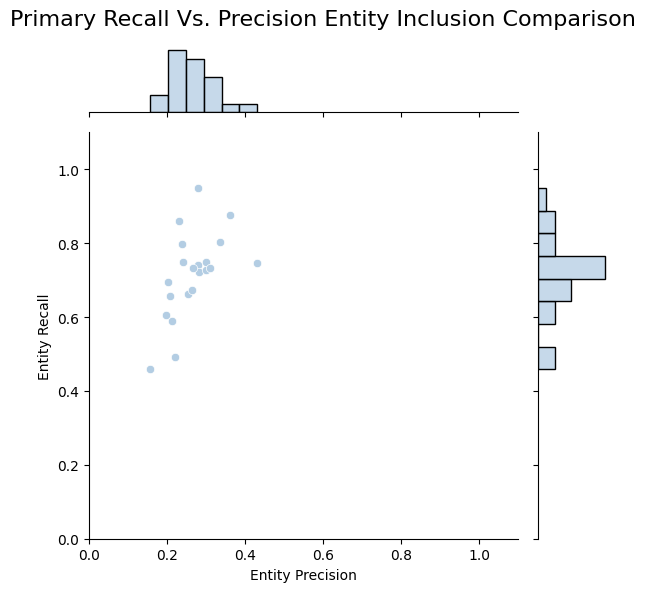 Primary Recall Vs. Precision Entity Inclusion Comparison
1.0
0.8
0.6
0.4
0.2
0.0
Entity Recall
0.0 0.2 0.4 0.6 0.8 1.0
Entity Precision